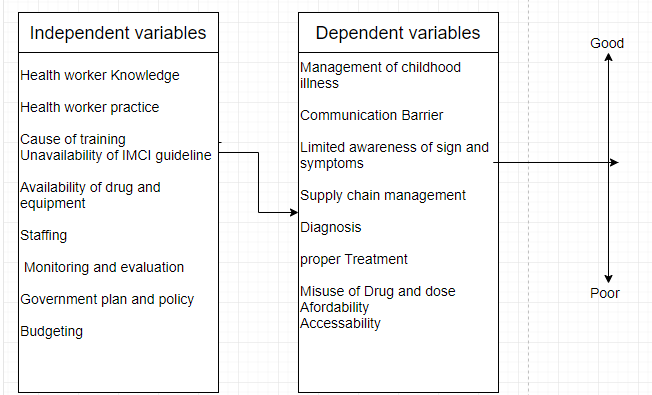 Independent variables
Health worker Knowledge
Health worker practice
Cause of training
Unavailability of IMCI guideline
Availability of drug and
equipment
Staffing
Monitoring and evaluation
Government plan and policy
Budgeting
Dependent variables
Management of childhood
illness
Communication Barrier
Limited awareness of sign and
symptoms
Supply chain management
Diagnosis
proper Treatment
Misuse of Drug and dose
Afordability
Accessability
Good
Poor